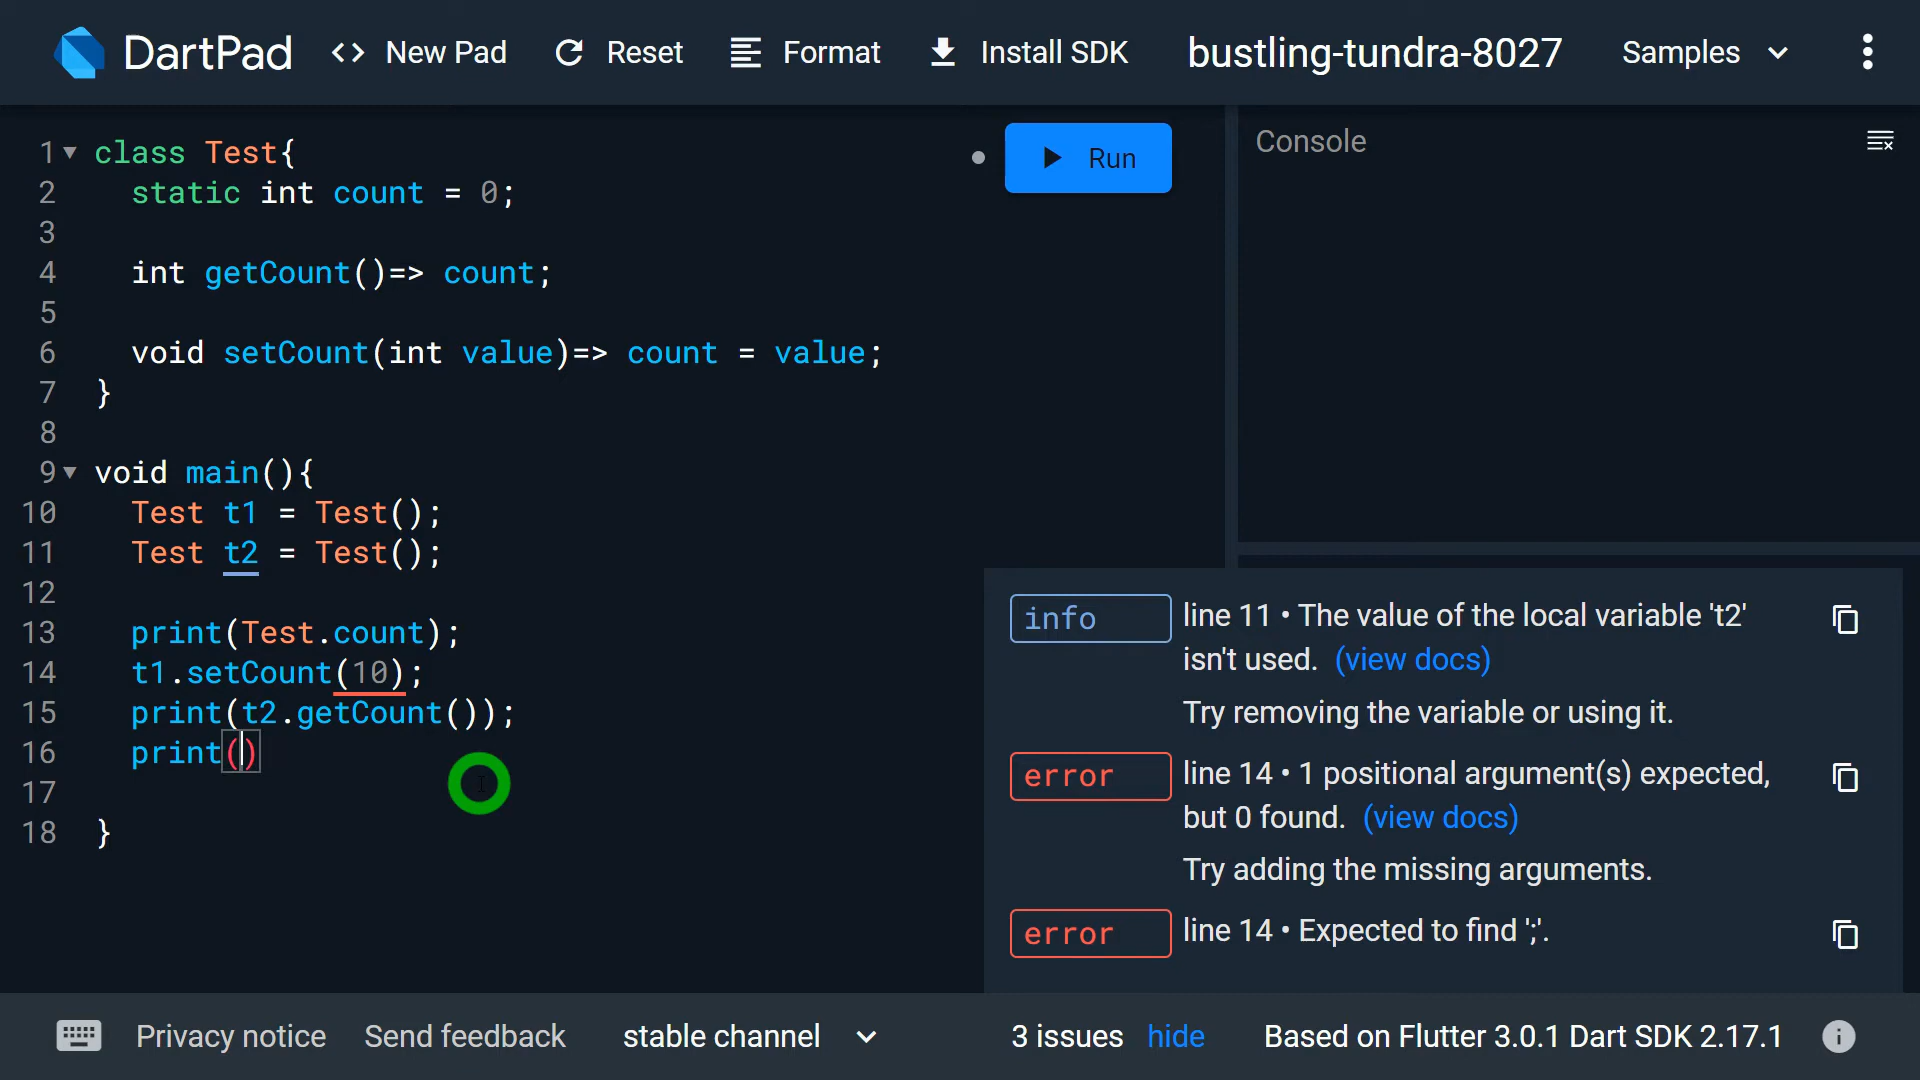 DartPad <> New Pad Reset Format Install SDK bustling-tundra-8027 Samples
1 class Test{
2 static int count = 0;
3
4 int getCount()=> count;
5
6 void setCount(int value)=> count = value;
7 }
8
9 void main(){
10 Test t1 = Test();
11 Test t2 = Test();
12
13 print(Test.count);
14 t1.setCount(10);
15 print(t2.getCount());
16 print()
17
18 }
Run
Console
info line 11 • The value of the local variable 't2'
isn't used. (view docs)
Try removing the variable or using it.
error line 14 • 1 positional argument(s) expected,
but 0 found. (view docs)
Try adding the missing arguments.
error line 14 • Expected to find ';'.
Privacy notice Send feedback stable channel 3 issues hide Based on Flutter 3.0.1 Dart SDK 2.17.1